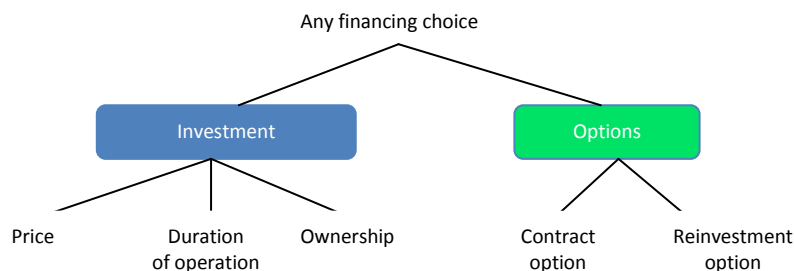 Any financing choice
Investment
Options
Price
Duration
of operation
Ownership
Contract
option
Reinvestment
option